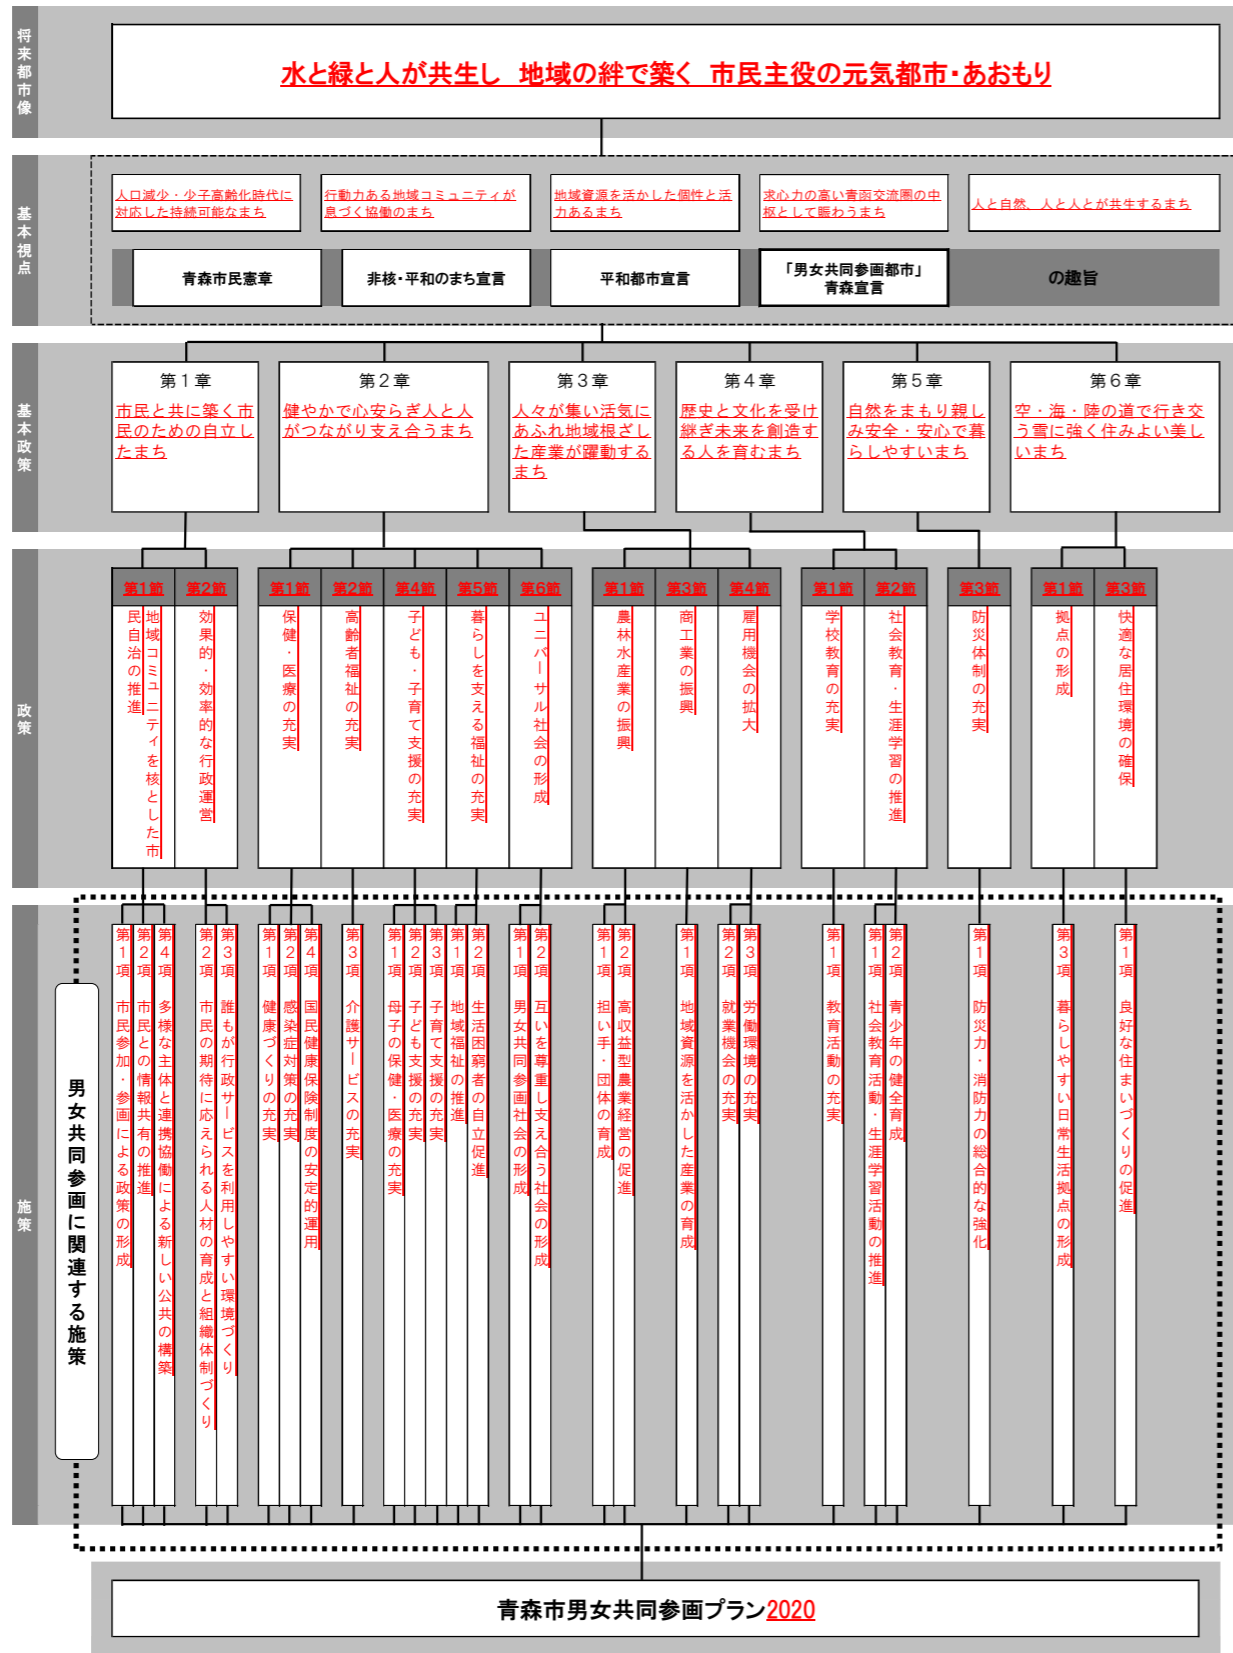 将来都市像
水と緑と人が共生し　地域の絆で築く　市民主役の元気都市・あおもり
基本視点
人口減少・少子高齢化時代に
対応した持続可能なまち
行動力ある地域コミュニティが
息づく協働のまち
地域資源を活かした個性と活
力あるまち
求心力の高い青函交流圏の中
枢として賑わうまち
人と自然、人と人とが共生するまち
青森市民憲章
非核・平和のまち宣言
平和都市宣言
「男女共同参画都市」
青森宣言
の趣旨
基本政策
第１章
市民と共に築く市
民のための自立し
たまち
第２章
健やかで心安らぎ人と人
がつながり支え合うまち
第３章
人々が集い活気に
あふれ地域根ざし
た産業が躍動する
まち
第４章
歴史と文化を受け
継ぎ未来を創造す
る人を育むまち
第５章
自然をまもり親し
み安全・安心で暮
らしやすいまち
第６章
空・海・陸の道で行き交
う雪に強く住みよい美し
いまち
政策
第1節
地域コミュニティを核とした市
民自治の推進
第2節
効果的・効率的な行政運営
第1節
保健・医療の充実
第2節
高齢者福祉の充実
第4節
子ども・子育て支援の充実
第5節
暮らしを支える福祉の充実
第6節
ユニバーサル社会の形成
第1節
農林水産業の振興
第3節
商工業の振興
第4節
雇用機会の拡大
第1節
学校教育の充実
第2節
社会教育・生涯学習の推進
第3節
防災体制の充実
第1節
拠点の形成
第3節
快適な居住環境の確保
施策
男女共同参画に関連する施策
第１項　市民参加・参画による政策の形成
第２項　市民との情報共有の推進
第４項　多様な主体と連携協働による新しい公共の構築
第２項　市民の期待に応えられる人材の育成と組織体制づくり
第３項　誰もが行政サービスを利用しやすい環境づくり
第１項　健康づくりの充実
第２項　感染症対策の充実
第４項　国民健康保険制度の安定的運用
第３項　介護サービスの充実
第１項　母子の保健・医療の充実
第２項　子ども支援の充実
第３項　子育て支援の充実
第１項　地域福祉の推進
第２項　生活困窮者の自立促進
第１項　男女共同参画社会の形成
第２項　互いを尊重し支え合う社会の形成
第１項　担い手・団体の育成
第２項　高収益型農業経営の促進
第１項　地域資源を活かした産業の育成
第２項　就業機会の充実
第３項　労働環境の充実
第１項　教育活動の充実
第１項　社会教育活動・生涯学習活動の推進
第２項　青少年の健全育成
第１項　防災力・消防力の総合的な強化
第３項　暮らしやすい日常生活拠点の形成
第１項　良好な住まいづくりの促進
青森市男女共同参画プラン2020